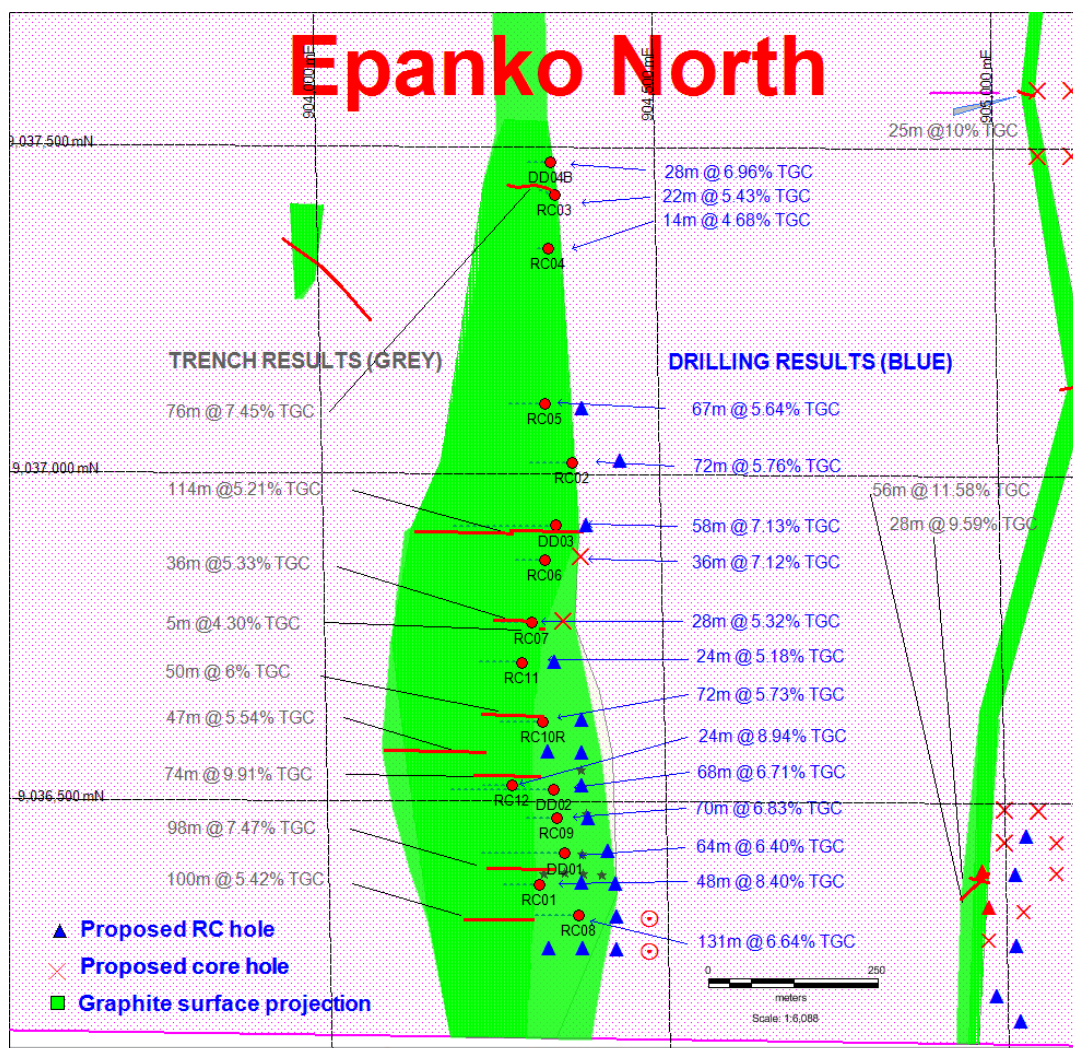 Epanko North
904,000 mE
904,500 mE
905,000 mE
25m @10% TGC
9,037,500 mN
DD04B
28m @ 6.96% TGC
RC03
22m @ 5.43% TGC
14m @ 4.68% TGC
RC04
TRENCH RESULTS (GREY)
DRILLING RESULTS (BLUE)
76m @ 7.45% TGC
RC05
67m @ 5.64% TGC
9,037,000 mN
RC02
72m @ 5.76% TGC
114m @5.21% TGC
56m @ 11.58% TGC
DD03
58m @ 7.13% TGC
28m @ 9.59% TGC
36m @5.33% TGC
RC06
36m @ 7.12% TGC
5m @4.30% TGC
RC07
28m @ 5.32% TGC
50m @ 6% TGC
RC11
24m @ 5.18% TGC
47m @ 5.54% TGC
RC10R
72m @ 5.73% TGC
24m @ 8.94% TGC
74m @ 9.91% TGC
RC12
DD02
68m @ 6.71% TGC
9,036,500 mN
RC09
70m @ 6.83% TGC
98m @ 7.47% TGC
DD01
64m @ 6.40% TGC
100m @ 5.42% TGC
RC01
48m @ 8.40% TGC
RC08
131m @ 6.64% TGC
Proposed RC hole
Proposed core hole
Graphite surface projection
0
250
meters
Scale: 1:6,088